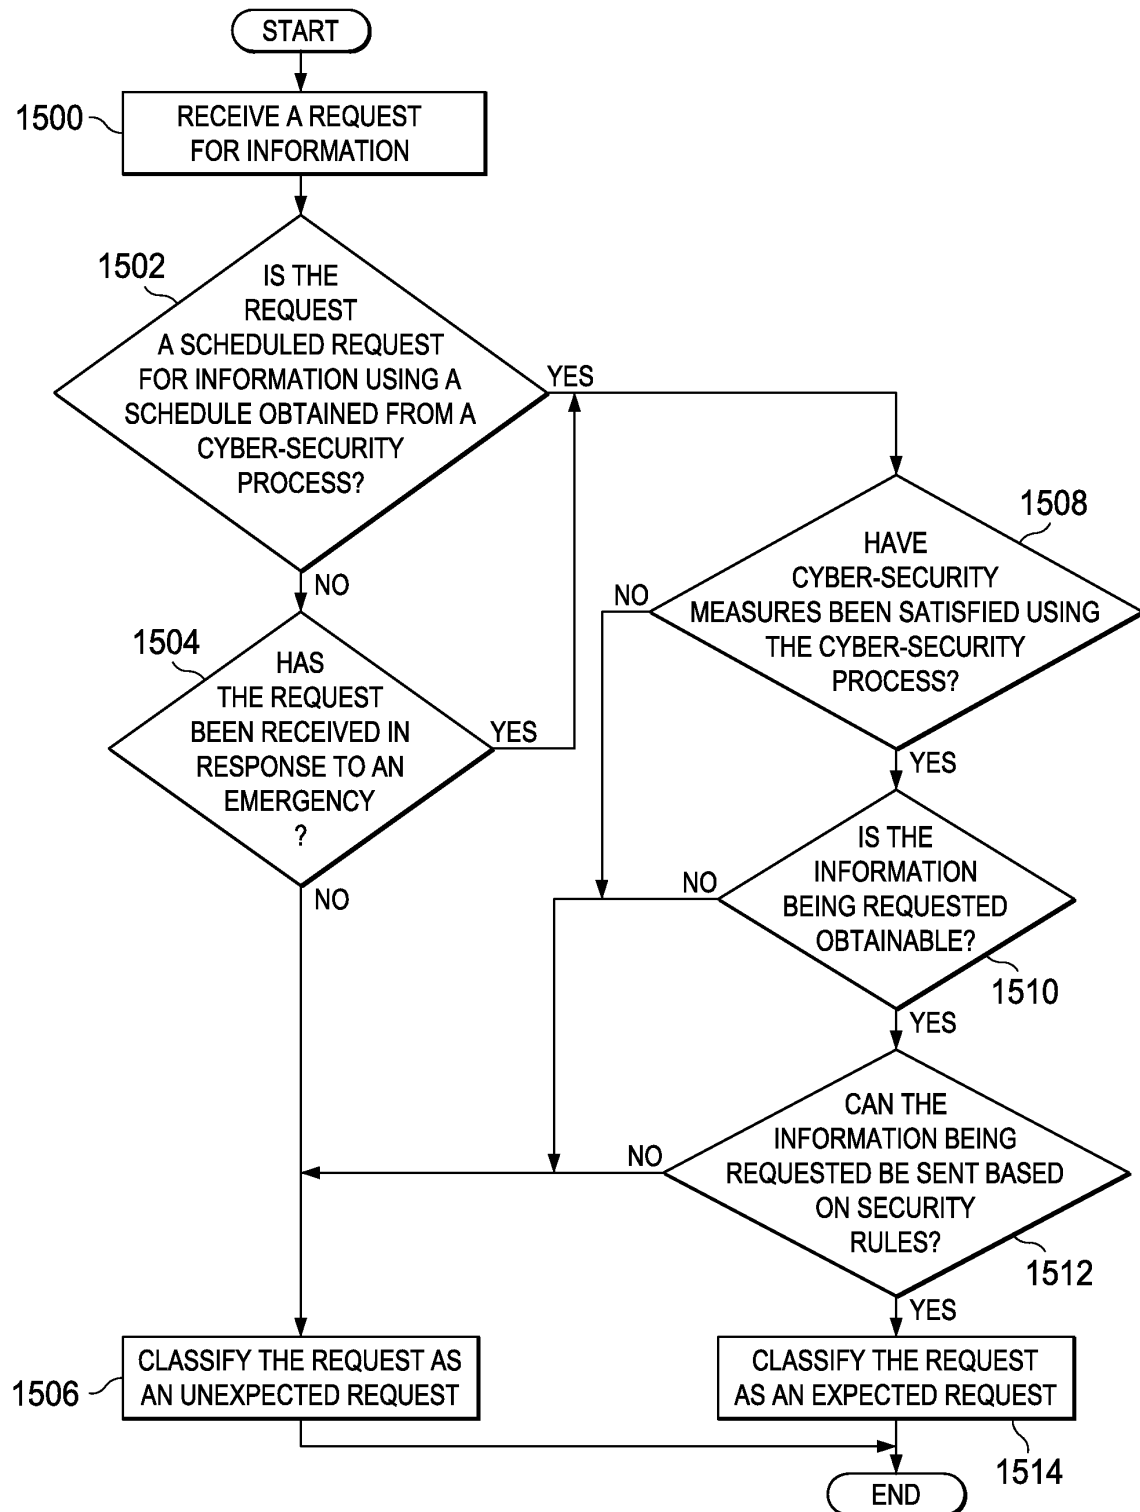 START
1500
RECEIVE A REQUEST
FOR INFORMATION
1502
IS THE
REQUEST
A SCHEDULED REQUEST
FOR INFORMATION USING A
SCHEDULE OBTAINED FROM A
CYBER-SECURITY
PROCESS?
YES
NO
1504
HAS
THE REQUEST
BEEN RECEIVED IN
RESPONSE TO AN
EMERGENCY
?
YES
NO
1508
HAVE
CYBER-SECURITY
MEASURES BEEN SATISFIED USING
THE CYBER-SECURITY
PROCESS?
NO
YES
IS THE
INFORMATION
BEING REQUESTED
OBTAINABLE?
NO
1510
YES
CAN THE
INFORMATION BEING
REQUESTED BE SENT BASED
ON SECURITY
RULES?
NO
1512
YES
1506
CLASSIFY THE REQUEST AS
AN UNEXPECTED REQUEST
CLASSIFY THE REQUEST
AS AN EXPECTED REQUEST
1514
END